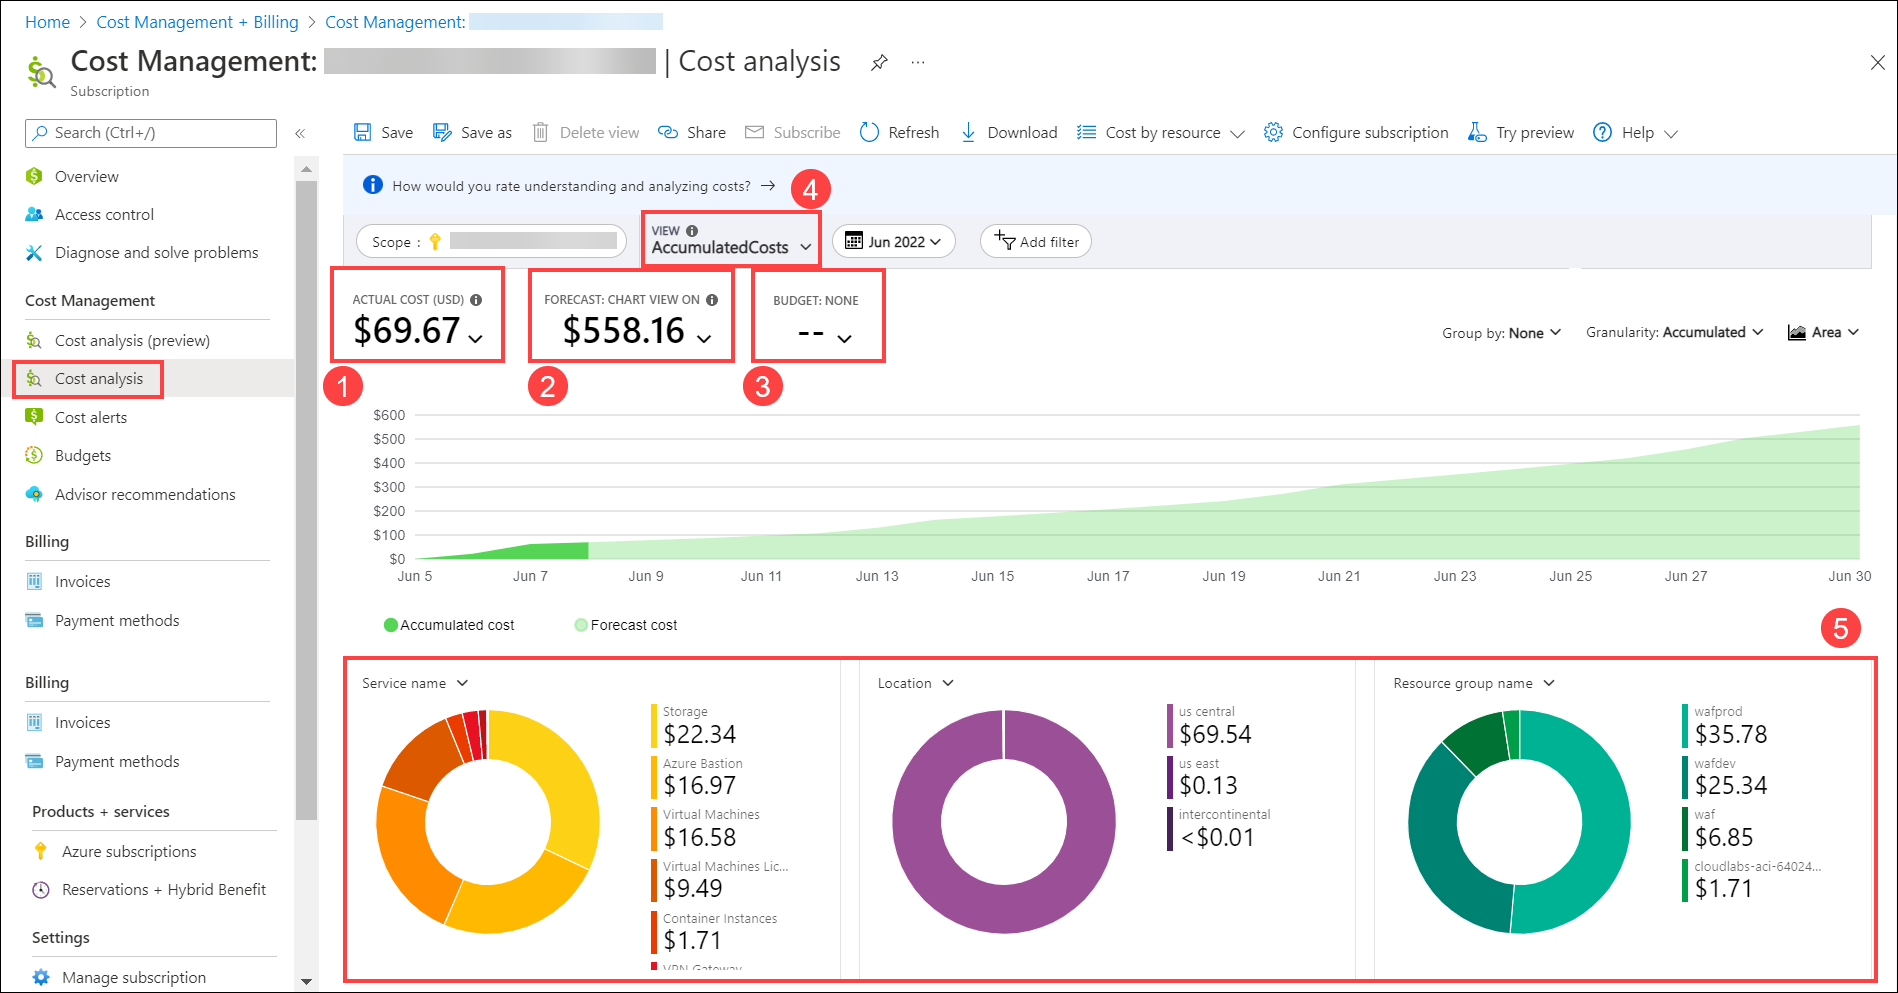 Home > Cost Management + Billing > Cost Management:
Cost Management: | Cost analysis
Subscription
Search (Ctrl+/)
Save
Save as
Delete view
Share
Subscribe
Refresh
Download
Cost by resource
Configure subscription
Try preview
Help
Overview
Access control
Diagnose and solve problems
Cost Management
Cost analysis (preview)
Cost analysis
Cost alerts
Budgets
Advisor recommendations
Billing
Invoices
Payment methods
Billing
Invoices
Payment methods
Products + services
Azure subscriptions
Reservations + Hybrid Benefit
Settings
Manage subscription
How would you rate understanding and analyzing costs? →
4
Scope :
VIEW
AccumulatedCosts
Jun 2022
Add filter
ACTUAL COST (USD)
$69.67
1
FORECAST: CHART VIEW ON
$558.16
2
BUDGET: NONE
--
3
Group by: None
Granularity: Accumulated
Area
$600
$500
$400
$300
$200
$100
$0
Jun 5
Jun 7
Jun 9
Jun 11
Jun 13
Jun 15
Jun 17
Jun 19
Jun 21
Jun 23
Jun 25
Jun 27
Jun 30
Accumulated cost
Forecast cost
5
Service name
Storage
$22.34
Azure Bastion
$16.97
Virtual Machines
$16.58
Virtual Machines Lic...
$9.49
Container Instances
$1.71
VPN Gateway
Location
us central
$69.54
us east
$0.13
intercontinental
<$0.01
Resource group name
wafprod
$35.78
wafdev
$25.34
waf
$6.85
cloudlabs-aci-64024...
$1.71